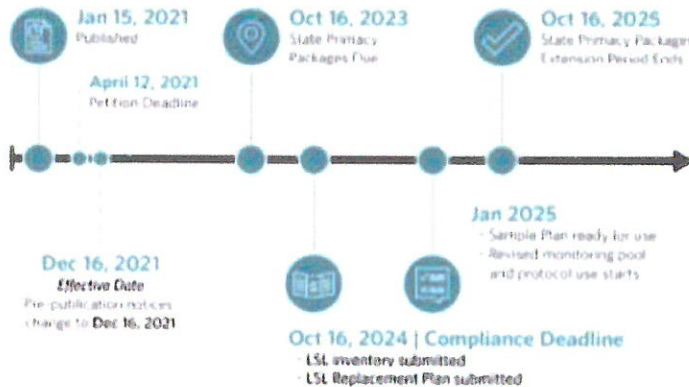 Jan 15, 2021
Published
April 12, 2021
Petition Deadline
Oct 16, 2023
State Primacy
Packages Due
Oct 16, 2025
State Primacy Packages
Extension Period Ends
Dec 16, 2021
Effective Date
Pre-publication notices
change to Dec 16, 2021
Oct 16, 2024 | Compliance Deadline
- LSL inventory submitted
- LSL Replacement Plan submitted
Jan 2025
- Sample Plan ready for use
- Revised monitoring pool
and protocol use starts